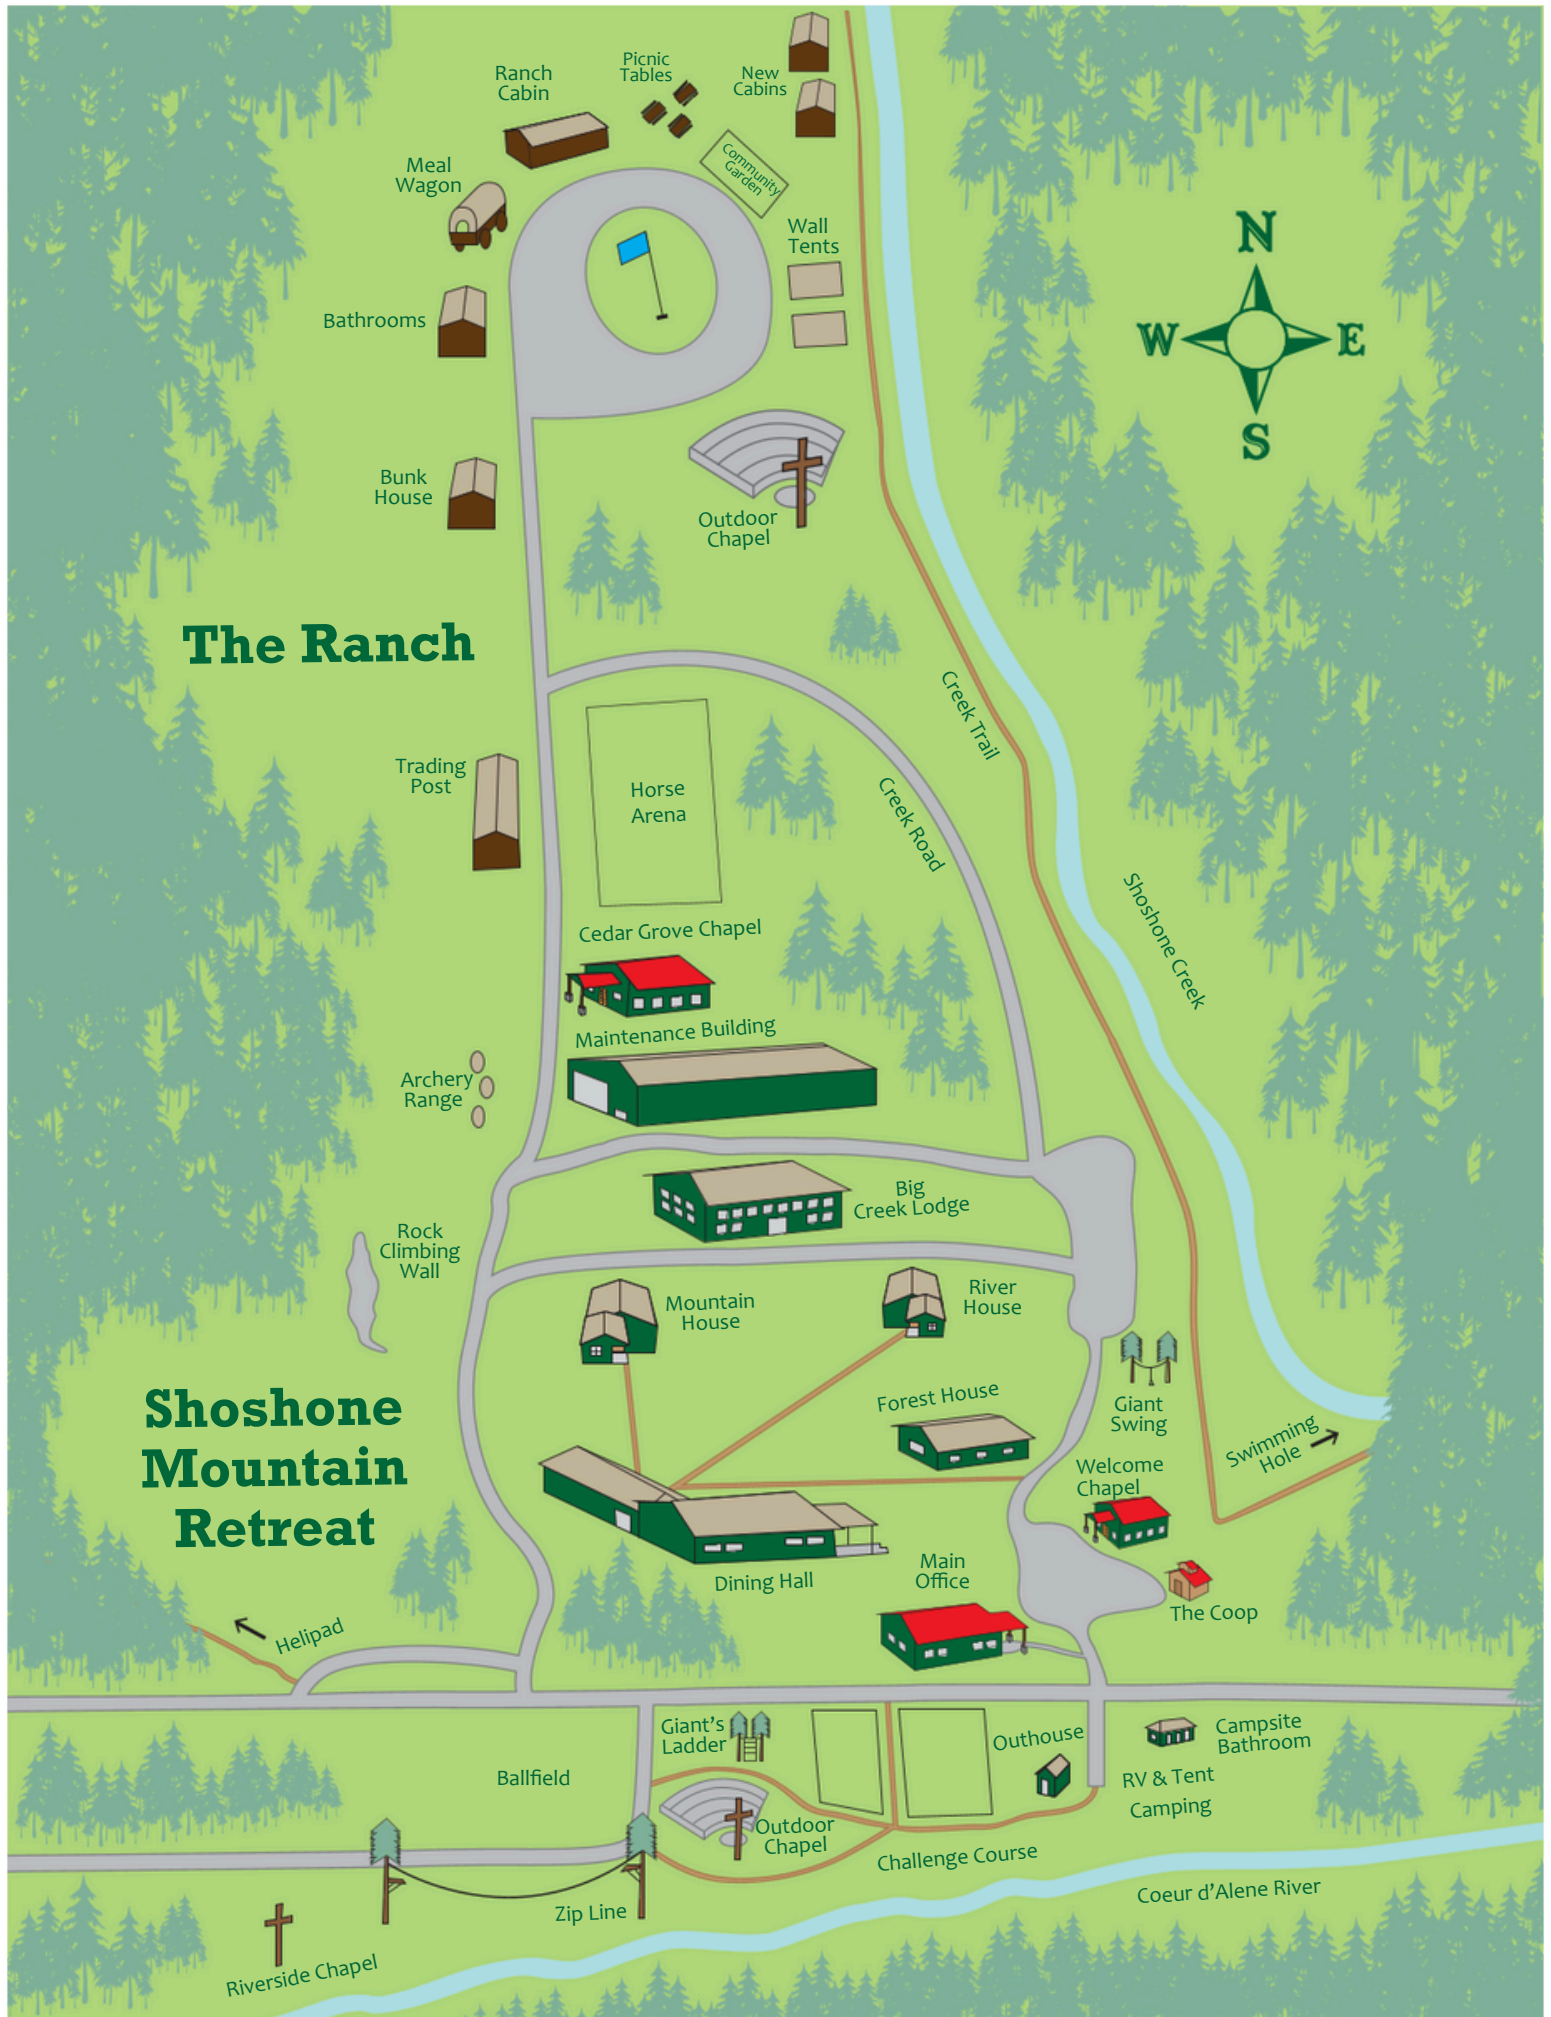 Ranch
Cabin
Picnic
Tables
New
Cabins
Community
Garden
Meal
Wagon
Wall
Tents
N
W
E
S
Bathrooms
Bunk
House
Outdoor
Chapel
The Ranch
Creek Trail
Trading
Post
Horse
Arena
Creek Road
Shoshone Creek
Cedar Grove Chapel
Maintenance Building
Archery
Range
Big
Creek Lodge
Rock
Climbing
Wall
Mountain
House
River
House
Forest House
Giant
Swing
Swimming
Hole
Shoshone
Mountain
Retreat
Welcome
Chapel
Dining Hall
Main
Office
The Coop
Helipad
Giant's
Ladder
Outhouse
Campsite
Bathroom
Ballfield
RV & Tent
Camping
Outdoor
Chapel
Challenge Course
Coeur d'Alene River
Zip Line
Riverside Chapel